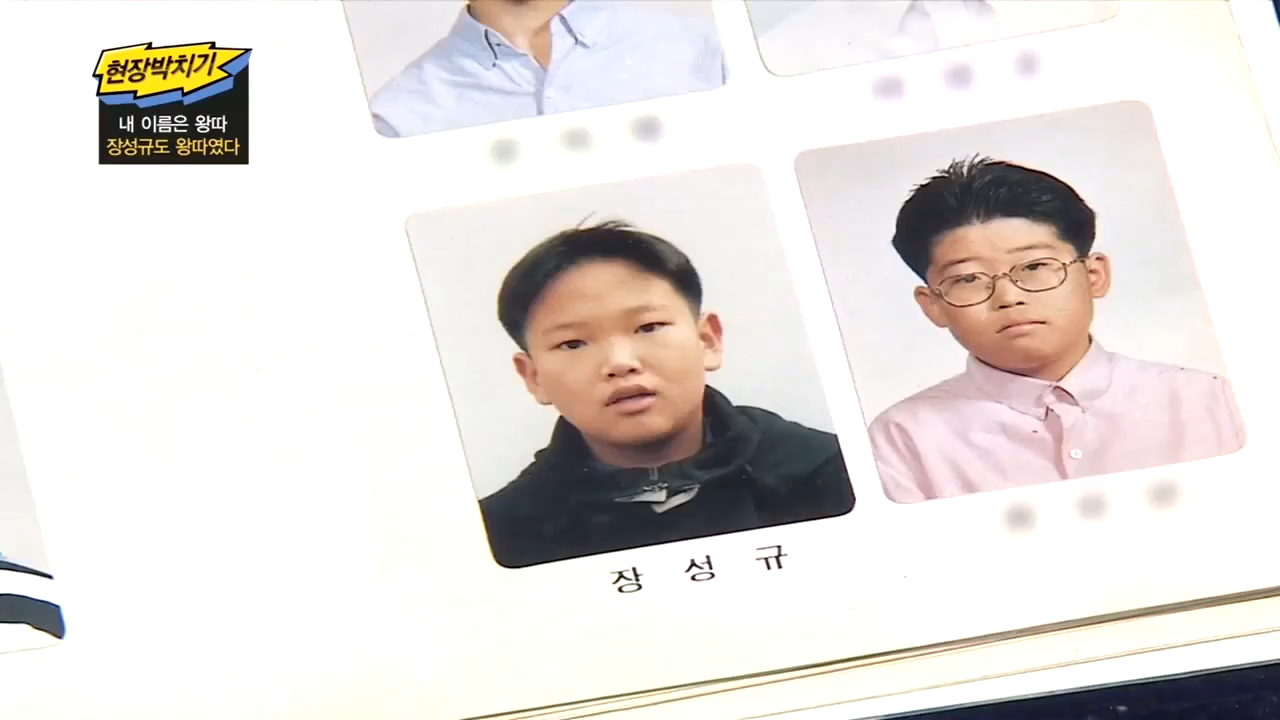 현장박치기
내 이름은 왕따
장성규도 왕따였다
장 성 규